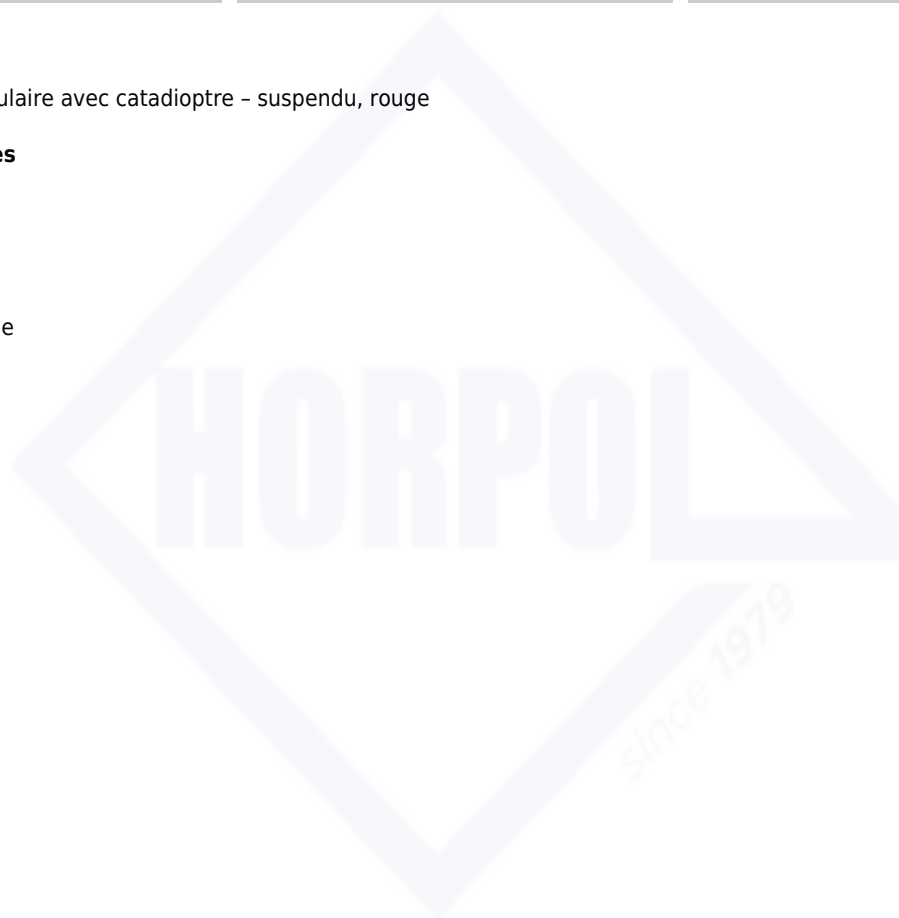 ulaire avec catadioptre – suspendu, rouge
es
e
HORPOL
since 1979